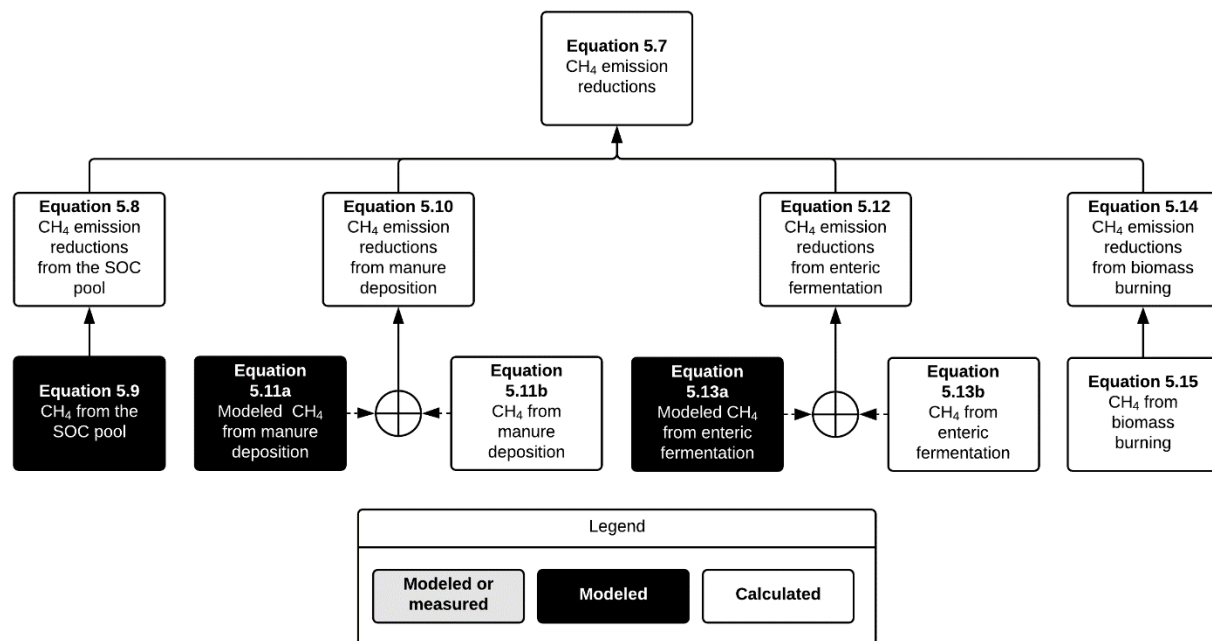 Equation 5.7
CH₄ emission
reductions
Equation 5.8
CH₄ emission
reductions
from the SOC
pool
Equation 5.10
CH₄ emission
reductions
from manure
deposition
Equation 5.12
CH₄ emission
reductions
from enteric
fermentation
Equation 5.14
CH₄ emission
reductions
from biomass
burning
Equation 5.9
CH₄ from the
SOC pool
Equation
5.11a
Modeled CH₄
from manure
deposition
Equation
5.11b
CH₄ from
manure
deposition
Equation
5.13a
Modeled CH₄
from enteric
fermentation
Equation
5.13b
CH₄ from
enteric
fermentation
Equation 5.15
CH₄ from
biomass
burning
Legend
Modeled or
measured
Modeled
Calculated